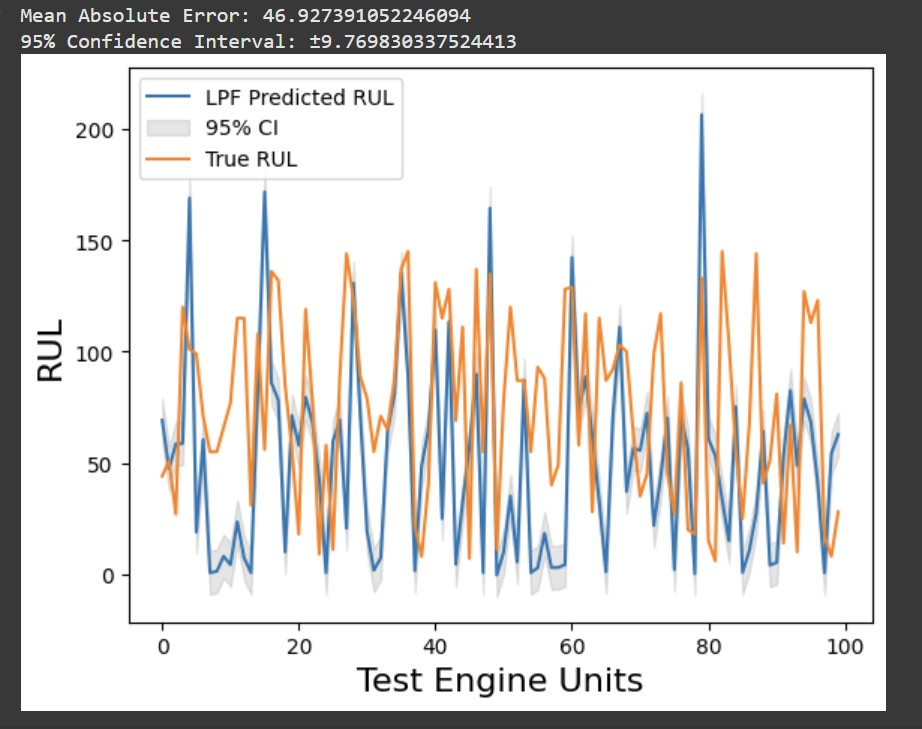 Mean Absolute Error: 46.927391052246094
95% Confidence Interval: ±9.769830337524413
LPF Predicted RUL
95% CI
True RUL
200
150
100
50
0
RUL
0 20 40 60 80 100
Test Engine Units